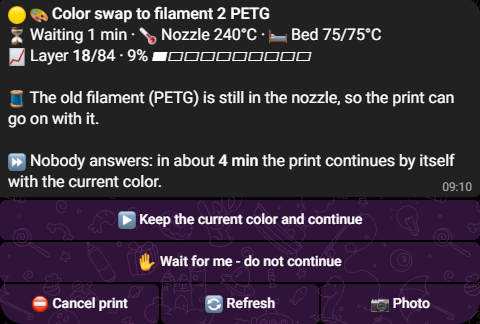 🟡 🎨 Color swap to filament 2 PETG
⏳ Waiting 1 min · 🌡️ Nozzle 240°C · 🛏️ Bed 75/75°C
📈 Layer 18/84 · 9% ▰▱▱▱▱▱▱▱▱▱
🧵 The old filament (PETG) is still in the nozzle, so the print can
go on with it.
⏩ Nobody answers: in about 4 min the print continues by itself
with the current color.
09:10
▶️ Keep the current color and continue
✋ Wait for me - do not continue
⛔ Cancel print
🔄 Refresh
📷 Photo